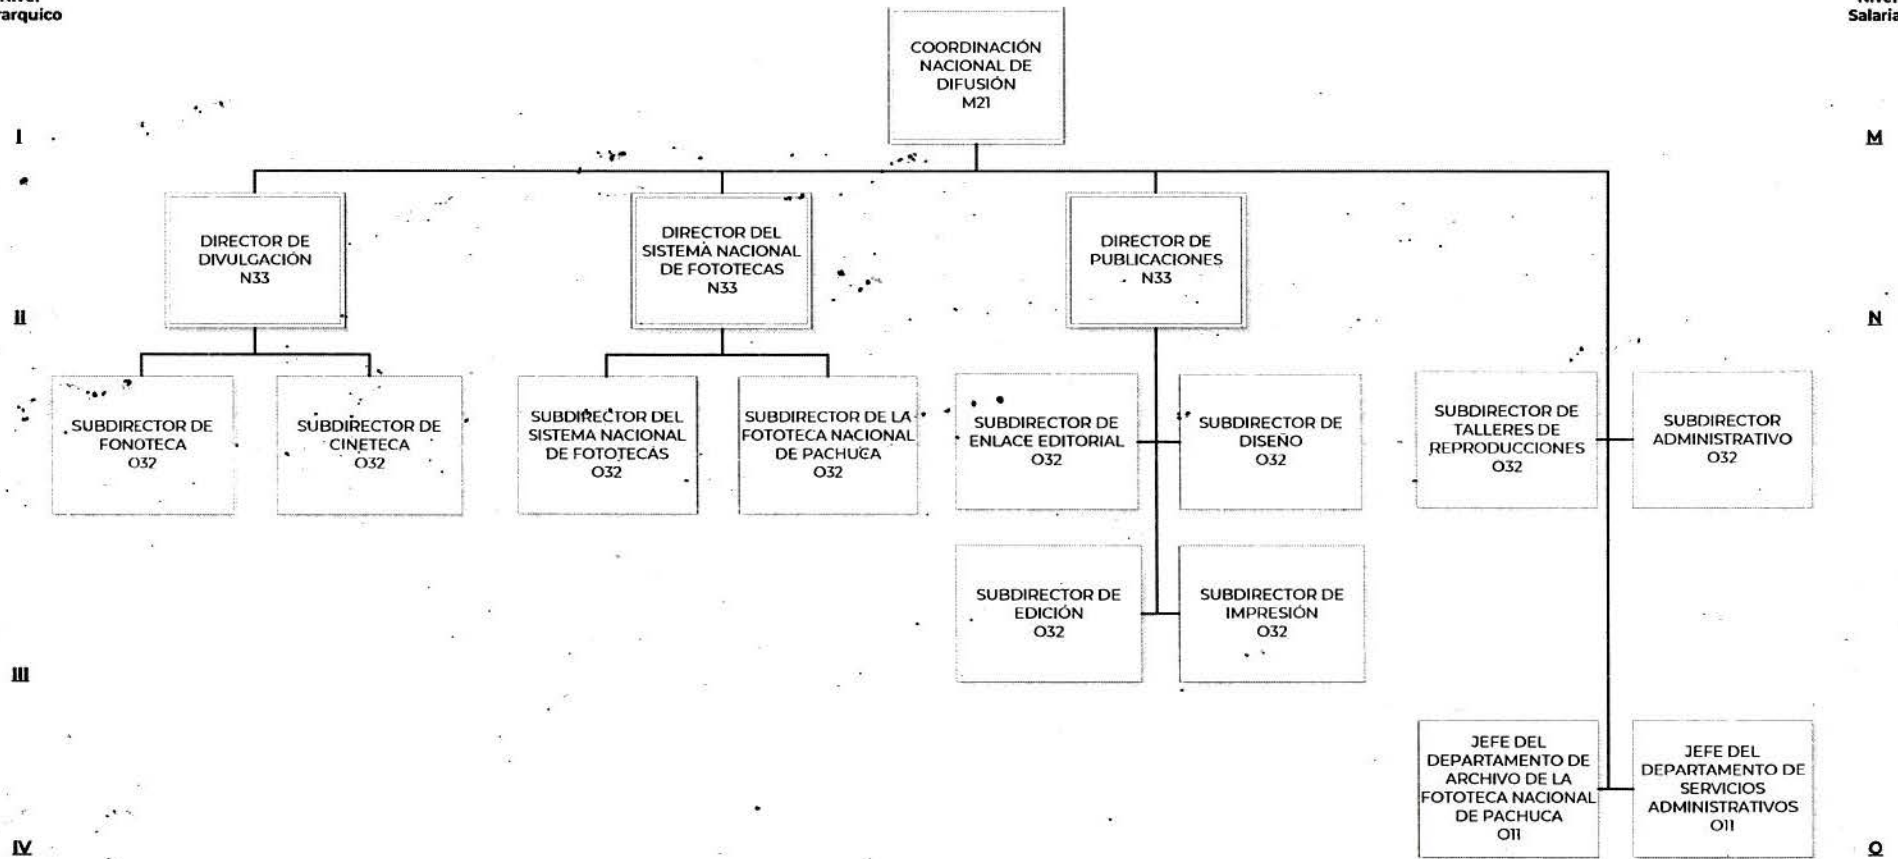 rarquico
Salaria
COORDINACIÓN
NACIONAL DE
DIFUSIÓN
M21
I
M
DIRECTOR DE
DIVULGACIÓN
N33
DIRECTOR DEL
SISTEMA NACIONAL
DE FOTOTECAS
N33
DIRECTOR DE
PUBLICACIONES
N33
II
N
SUBDIRECTOR DE
FONOTECA
O32
SUBDIRECTOR DE
CINETECA
O32
SUBDIRECTOR DEL
SISTEMA NACIONAL
DE FOTOTECAS
O32
SUBDIRECTOR DE LA
FOTOTECA NACIONAL
DE PACHUCA
O32
SUBDIRECTOR DE
ENLACE EDITORIAL
O32
SUBDIRECTOR DE
DISEÑO
O32
SUBDIRECTOR DE
TALLERES DE
REPRODUCCIONES
O32
SUBDIRECTOR
ADMINISTRATIVO
O32
SUBDIRECTOR DE
EDICIÓN
O32
SUBDIRECTOR DE
IMPRESIÓN
O32
III
JEFE DEL
DEPARTAMENTO DE
ARCHIVO DE LA
FOTOTECA NACIONAL
DE PACHUCA
O11
JEFE DEL
DEPARTAMENTO DE
SERVICIOS
ADMINISTRATIVOS
O11
IV
O